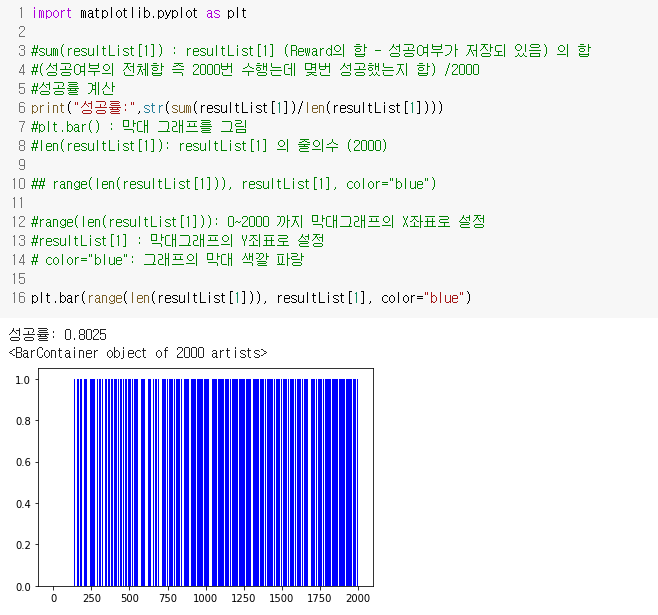 1 import matplotlib.pyplot as plt
2
3 #sum(resultList[1]) : resultList[1] (Reward의 합 - 성공여부가 저장되 있음) 의 합
4 #(성공여부의 전체합 즉 2000번 수행는데 몇번 성공했는지 합) /2000
5 #성공률 계산
6 print("성공률:",str(sum(resultList[1])/len(resultList[1])))
7 #plt.bar() : 막대 그래프를 그림
8 #len(resultList[1]): resultList[1] 의 줄의수 (2000)
9
10 ## range(len(resultList[1])), resultList[1], color="blue")
11
12 #range(len(resultList[1])): 0~2000 까지 막대그래프의 X좌표로 설정
13 #resultList[1] : 막대그래프의 Y좌표로 설정
14 # color="blue": 그래프의 막대 색깔 파랑
15
16 plt.bar(range(len(resultList[1])), resultList[1], color="blue")
성공률: 0.8025
<BarContainer object of 2000 artists>
1.0
0.8
0.6
0.4
0.2
0.0
0 250 500 750 1000 1250 1500 1750 2000